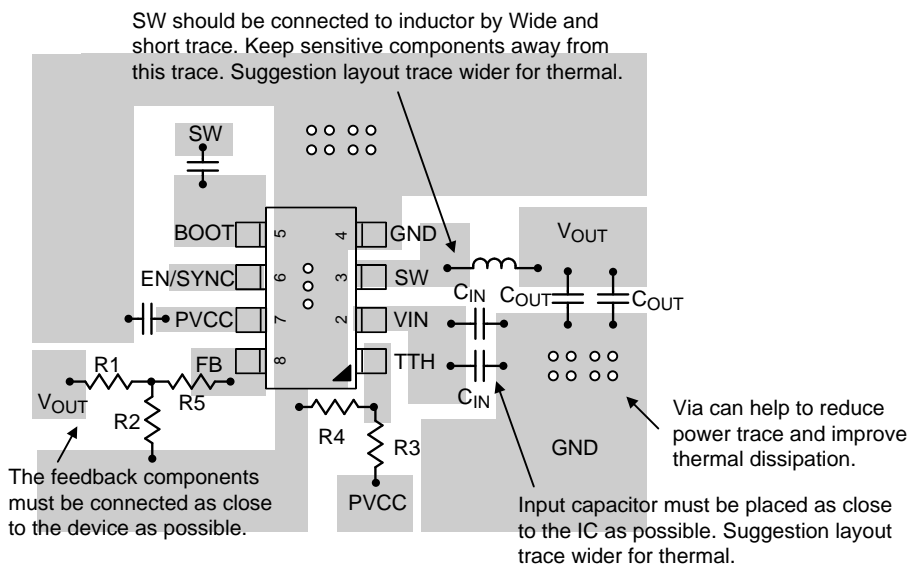 SW should be connected to inductor by Wide and
short trace. Keep sensitive components away from
this trace. Suggestion layout trace wider for thermal.
SW
BOOT
5
4
GND
VOUT
EN/SYNC
6
3
SW
CIN
COUT
COUT
PVCC
7
2
VIN
R1
FB
8
TTH
VOUT
R5
CIN
R2
R4
R3
GND
Via can help to reduce
power trace and improve
thermal dissipation.
The feedback components
must be connected as close
to the device as possible.
PVCC
Input capacitor must be placed as close
to the IC as possible. Suggestion layout
trace wider for thermal.